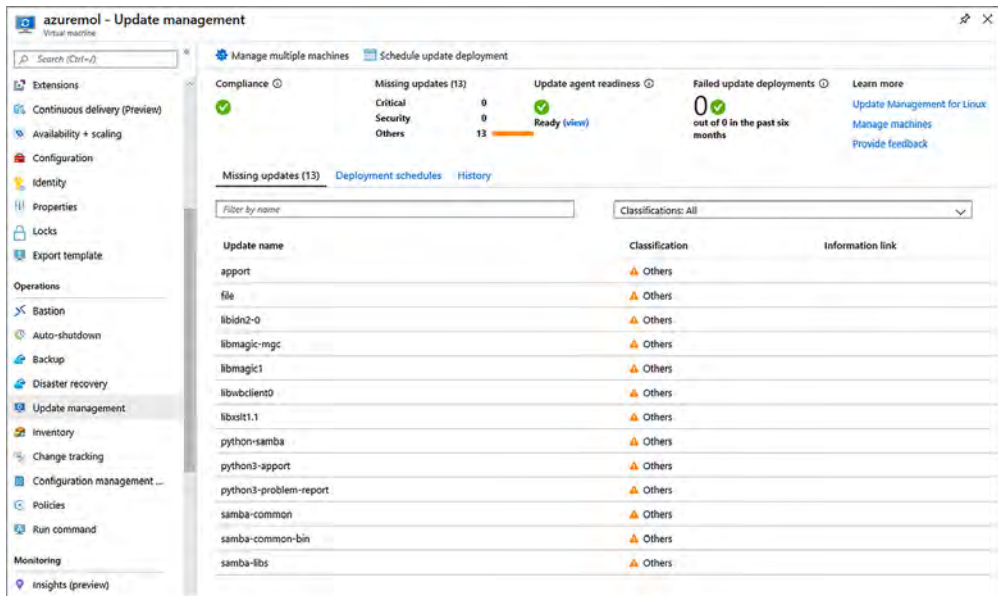 azuremol - Update management
Virtual machine
Search (Ctrl+/)
Extensions
Continuous delivery (Preview)
Availability + scaling
Configuration
Identity
Properties
Locks
Export template
Operations
Bastion
Auto-shutdown
Backup
Disaster recovery
Update management
Inventory
Change tracking
Configuration management ...
Policies
Run command
Monitoring
Insights (preview)
Manage multiple machines
Schedule update deployment
Compliance
Missing updates (13)
Critical 0
Security 0
Others 13
Update agent readiness
Ready (view)
Failed update deployments
0
out of 0 in the past six
months
Learn more
Update Management for Linux
Manage machines
Provide feedback
Missing updates (13) Deployment schedules History
Filter by name
Classifications: All
Update name Classification Information link
apport Others
file Others
libidn2-0 Others
libmagic-mgc Others
libmagic1 Others
libwbclient0 Others
libxslt1.1 Others
python-samba Others
python3-apport Others
python3-problem-report Others
samba-common Others
samba-common-bin Others
samba-libs Others